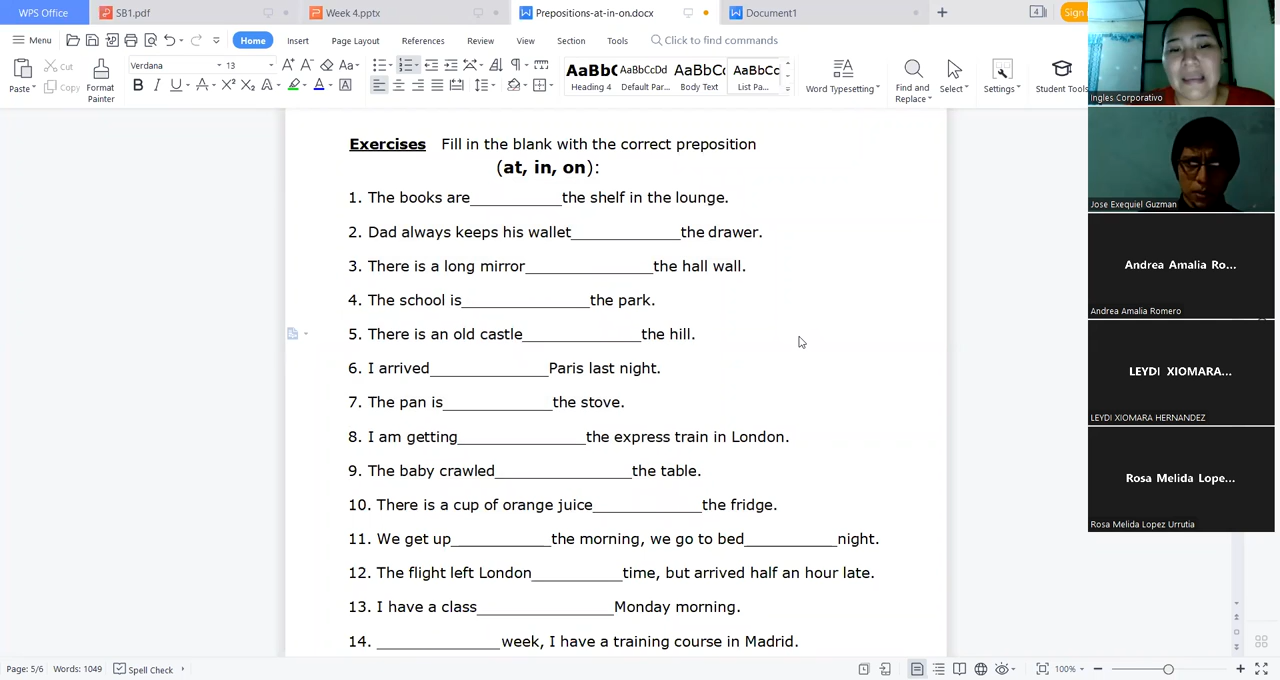 WPS Office SB1.pdf Week 4.pptx Prepositions-at-in-on.docx Document1 4 Sign
Menu Home Insert Page Layout References Review View Section Tools Click to find commands
Paste Cut Copy Format Painter Verdana 13 AaBbC Heading 4 AaBbCcDd Default Par... AaBbCc Body Text AaBbCc List Pa... Word Typesetting Find and Replace Select Settings Student Tools
Exercises Fill in the blank with the correct preposition
(at, in, on):
1. The books are__________the shelf in the lounge.
2. Dad always keeps his wallet____________the drawer.
3. There is a long mirror______________the hall wall.
4. The school is______________the park.
5. There is an old castle_____________the hill.
6. I arrived_____________Paris last night.
7. The pan is____________the stove.
8. I am getting______________the express train in London.
9. The baby crawled_______________the table.
10. There is a cup of orange juice____________the fridge.
11. We get up___________the morning, we go to bed__________night.
12. The flight left London__________time, but arrived half an hour late.
13. I have a class_______________Monday morning.
14. _____________week, I have a training course in Madrid.
Page: 5/6 Words: 1049 Spell Check 100%
Ingles Corporativo
Jose Exequiel Guzman
Andrea Amalia Ro...
Andrea Amalia Romero
LEYDI XIOMARA...
LEYDI XIOMARA HERNANDEZ
Rosa Melida Lope...
Rosa Melida Lopez Urrutia